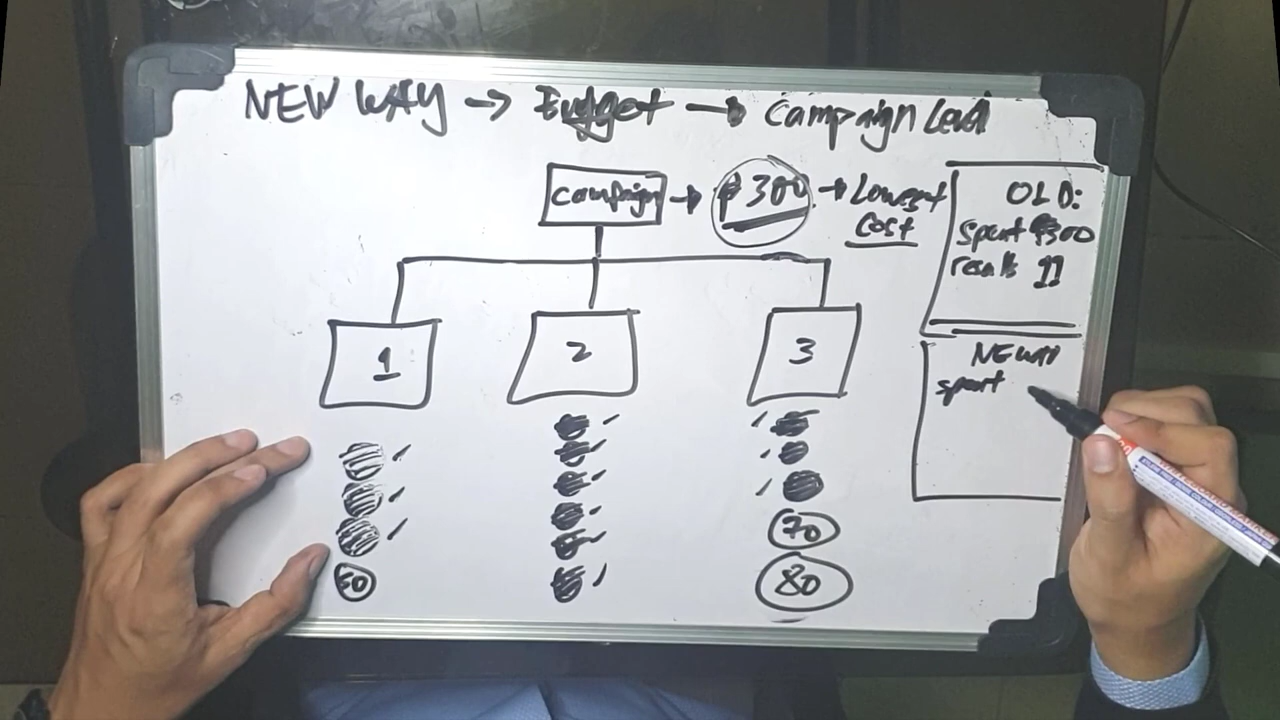 NEW WAY → Budget → Campaign Level
campaign → ₱300 → Lowest
Cost
OLD:
spent ₱300
results 11
1
2
3
NEW WAY
spent
70
50
80